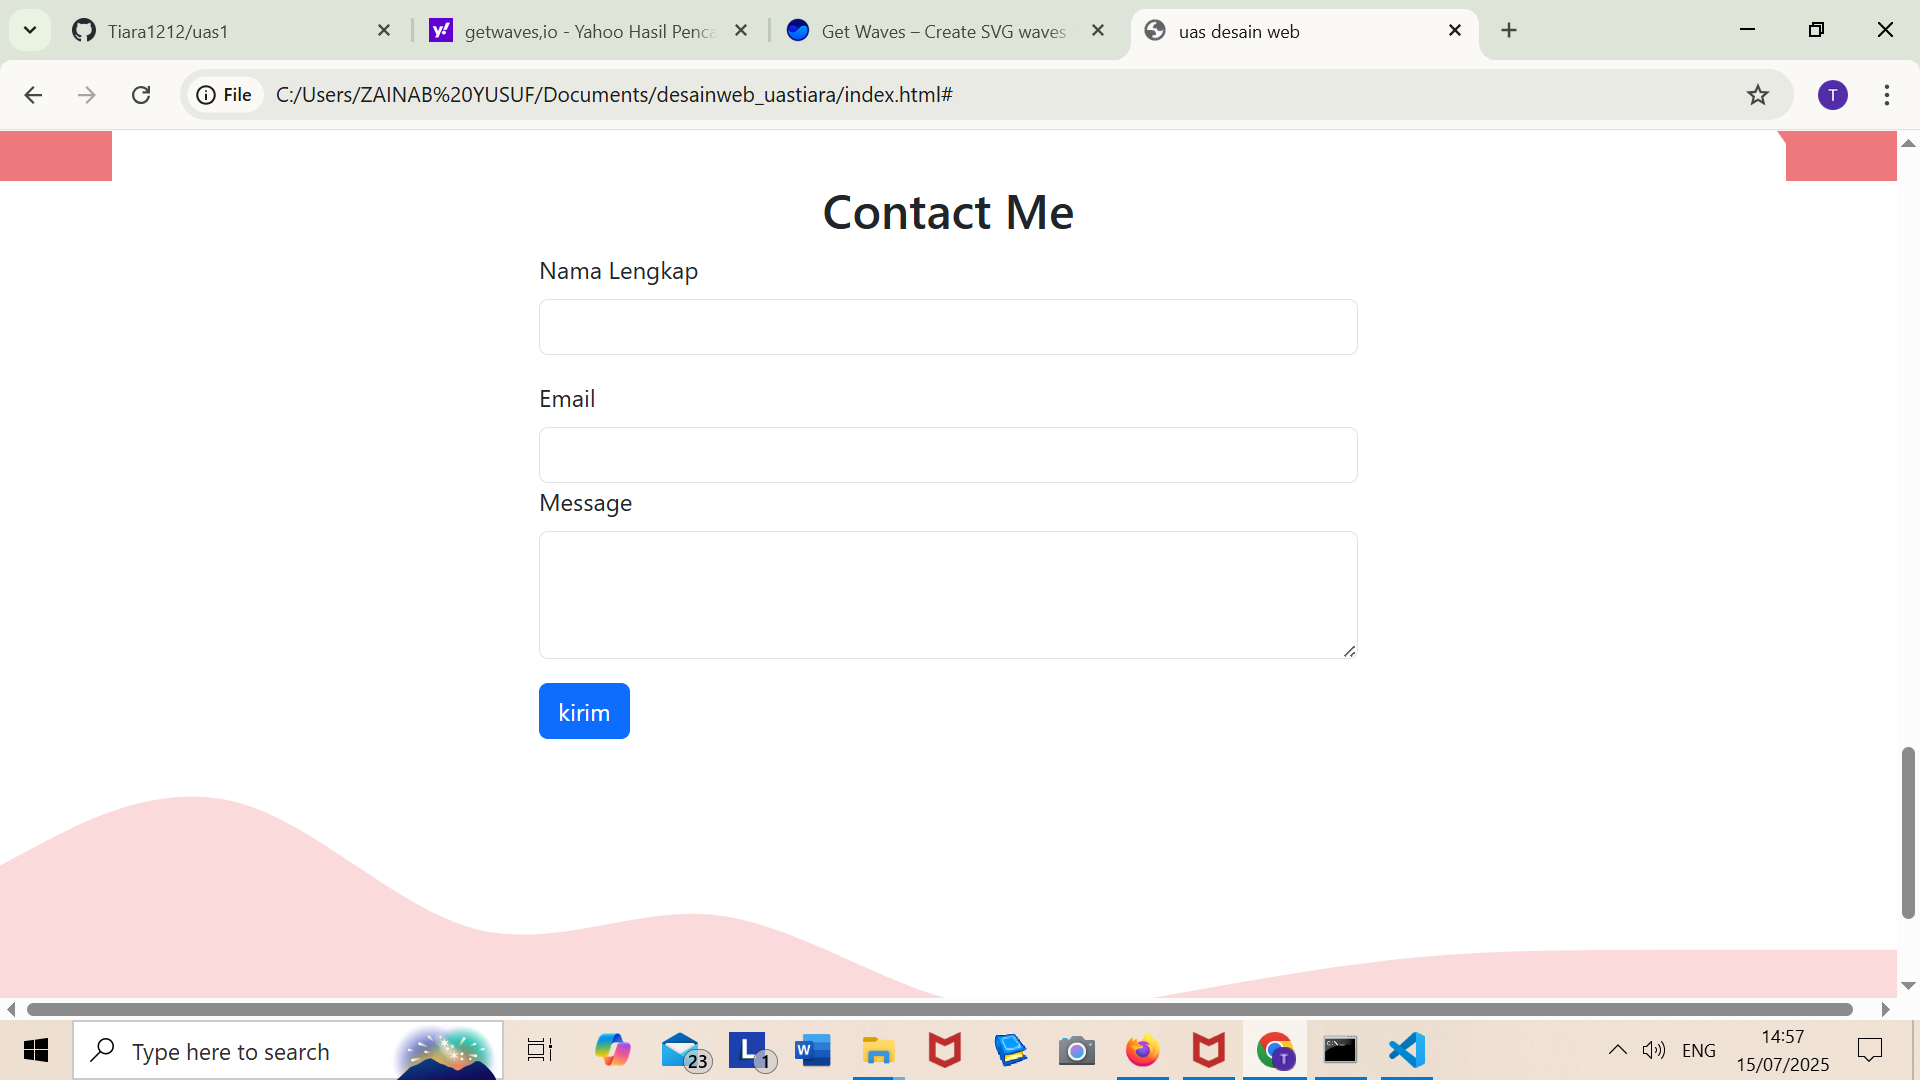 Tiara1212/uas1
getwaves,io - Yahoo Hasil Penca
Get Waves – Create SVG waves
uas desain web
File
C:/Users/ZAINAB%20YUSUF/Documents/desainweb_uastiara/index.html#
T
Contact Me
Nama Lengkap
Email
Message
kirim
Type here to search
23
L
1
W
T
ENG
14:57
15/07/2025